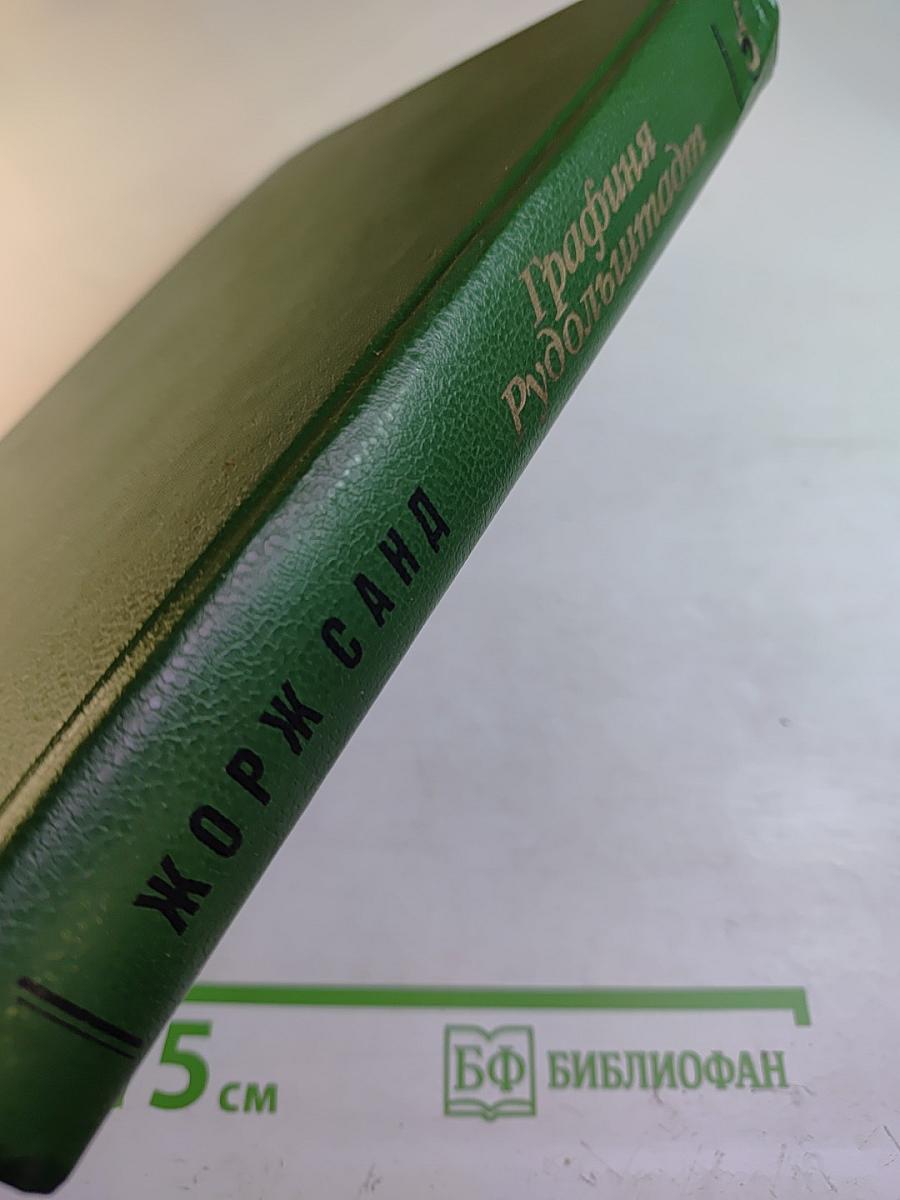 ЖОРЖ САНД
Графиня
Рудольштадт
5 см
БФ БИБЛИОФАН